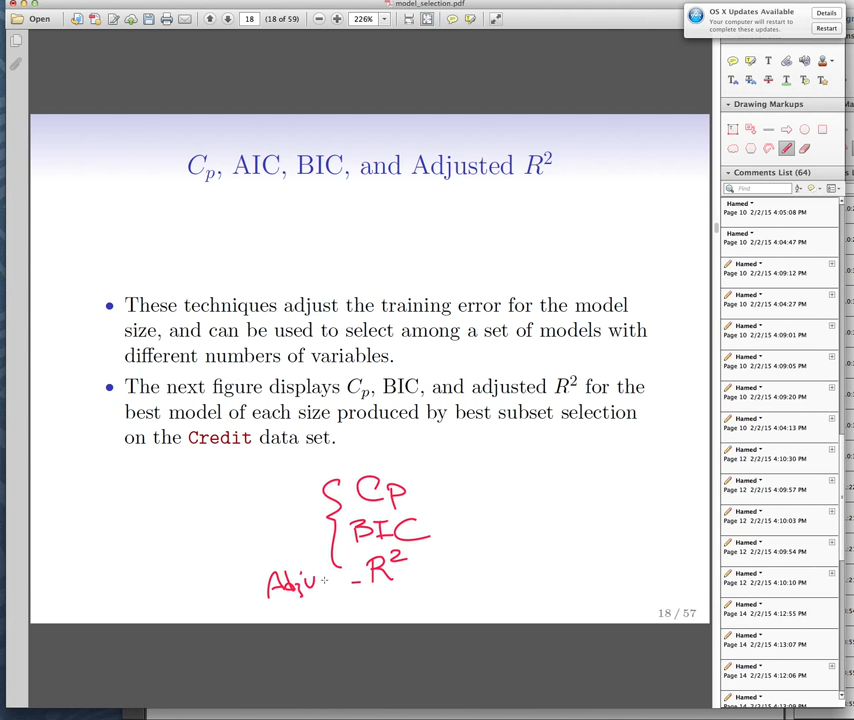 model_selection.pdf
Open
18
(18 of 59)
226%
OS X Updates Available
Your computer will restart to
complete these updates.
Details
Restart
Drawing Markups
Comments List (64)
Find
Hamed
Page 10 2/2/15 4:05:08 PM
Hamed
Page 10 2/2/15 4:04:47 PM
Hamed
Page 10 2/2/15 4:09:12 PM
Hamed
Page 10 2/2/15 4:04:27 PM
Hamed
Page 10 2/2/15 4:09:01 PM
Hamed
Page 10 2/2/15 4:09:05 PM
Hamed
Page 10 2/2/15 4:09:20 PM
Hamed
Page 10 2/2/15 4:04:13 PM
Hamed
Page 12 2/2/15 4:10:30 PM
Hamed
Page 12 2/2/15 4:09:57 PM
Hamed
Page 12 2/2/15 4:10:03 PM
Hamed
Page 12 2/2/15 4:09:54 PM
Hamed
Page 12 2/2/15 4:10:10 PM
Hamed
Page 14 2/2/15 4:12:55 PM
Hamed
Page 14 2/2/15 4:13:07 PM
Hamed
Page 14 2/2/15 4:12:06 PM
Hamed
Cp, AIC, BIC, and Adjusted R²
• These techniques adjust the training error for the model
size, and can be used to select among a set of models with
different numbers of variables.
• The next figure displays Cp, BIC, and adjusted R² for the
best model of each size produced by best subset selection
on the Credit data set.
{ Cp
BIC
Adju - R²
18 / 57